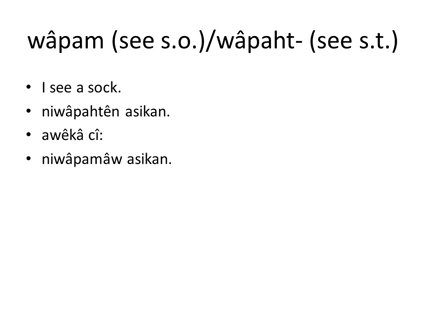 wâpam (see s.o.)/wâpaht- (see s.t.)
• I see a sock.
• niwâpahtên asikan.
• awêkâ cî:
• niwâpamâw asikan.